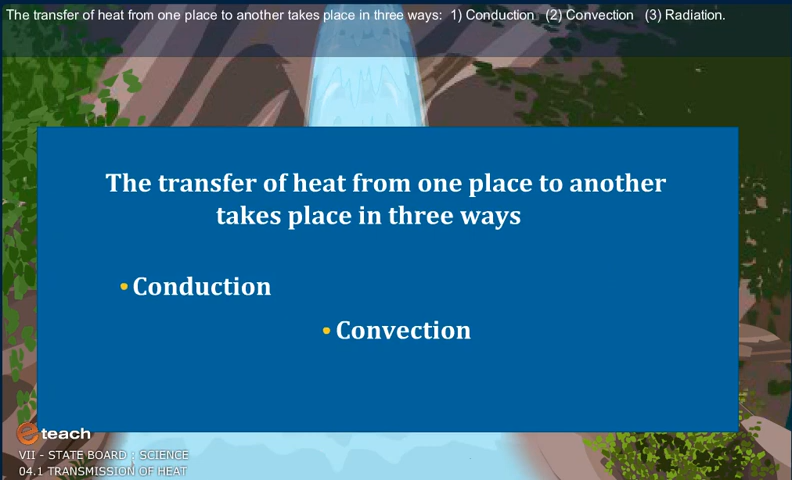 The transfer of heat from one place to another takes place in three ways:  1) Conduction   (2) Convection   (3) Radiation.
The transfer of heat from one place to another
takes place in three ways
• Conduction
• Convection
e teach
VII - STATE BOARD : SCIENCE
04.1 TRANSMISSION OF HEAT